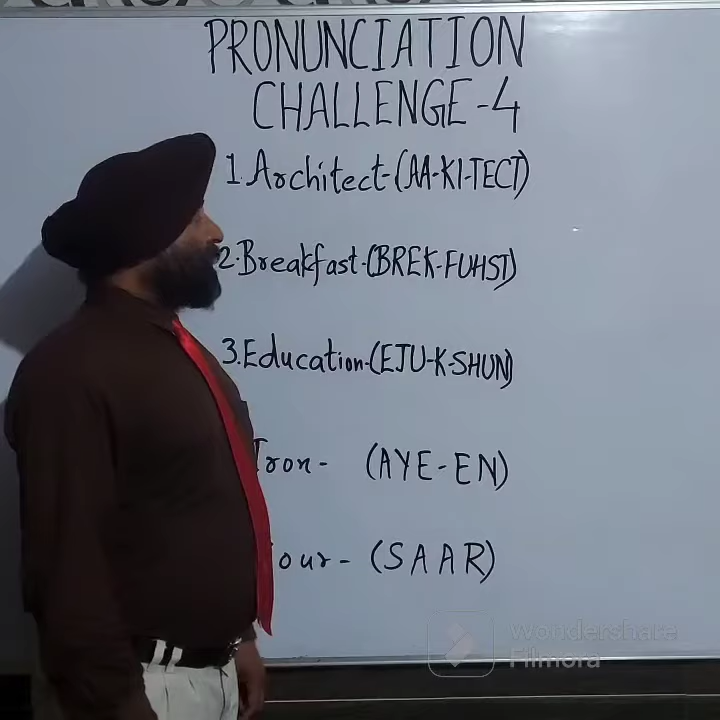 PRONUNCIATION
CHALLENGE-4
1.Architect-(AA-KI-TECT)
2.Breakfast-(BREK-FUHST)
3.Education-(EJU-K-SHUN)
Iron- (AYE-EN)
our- (SAAR)
Wondershare
Filmora